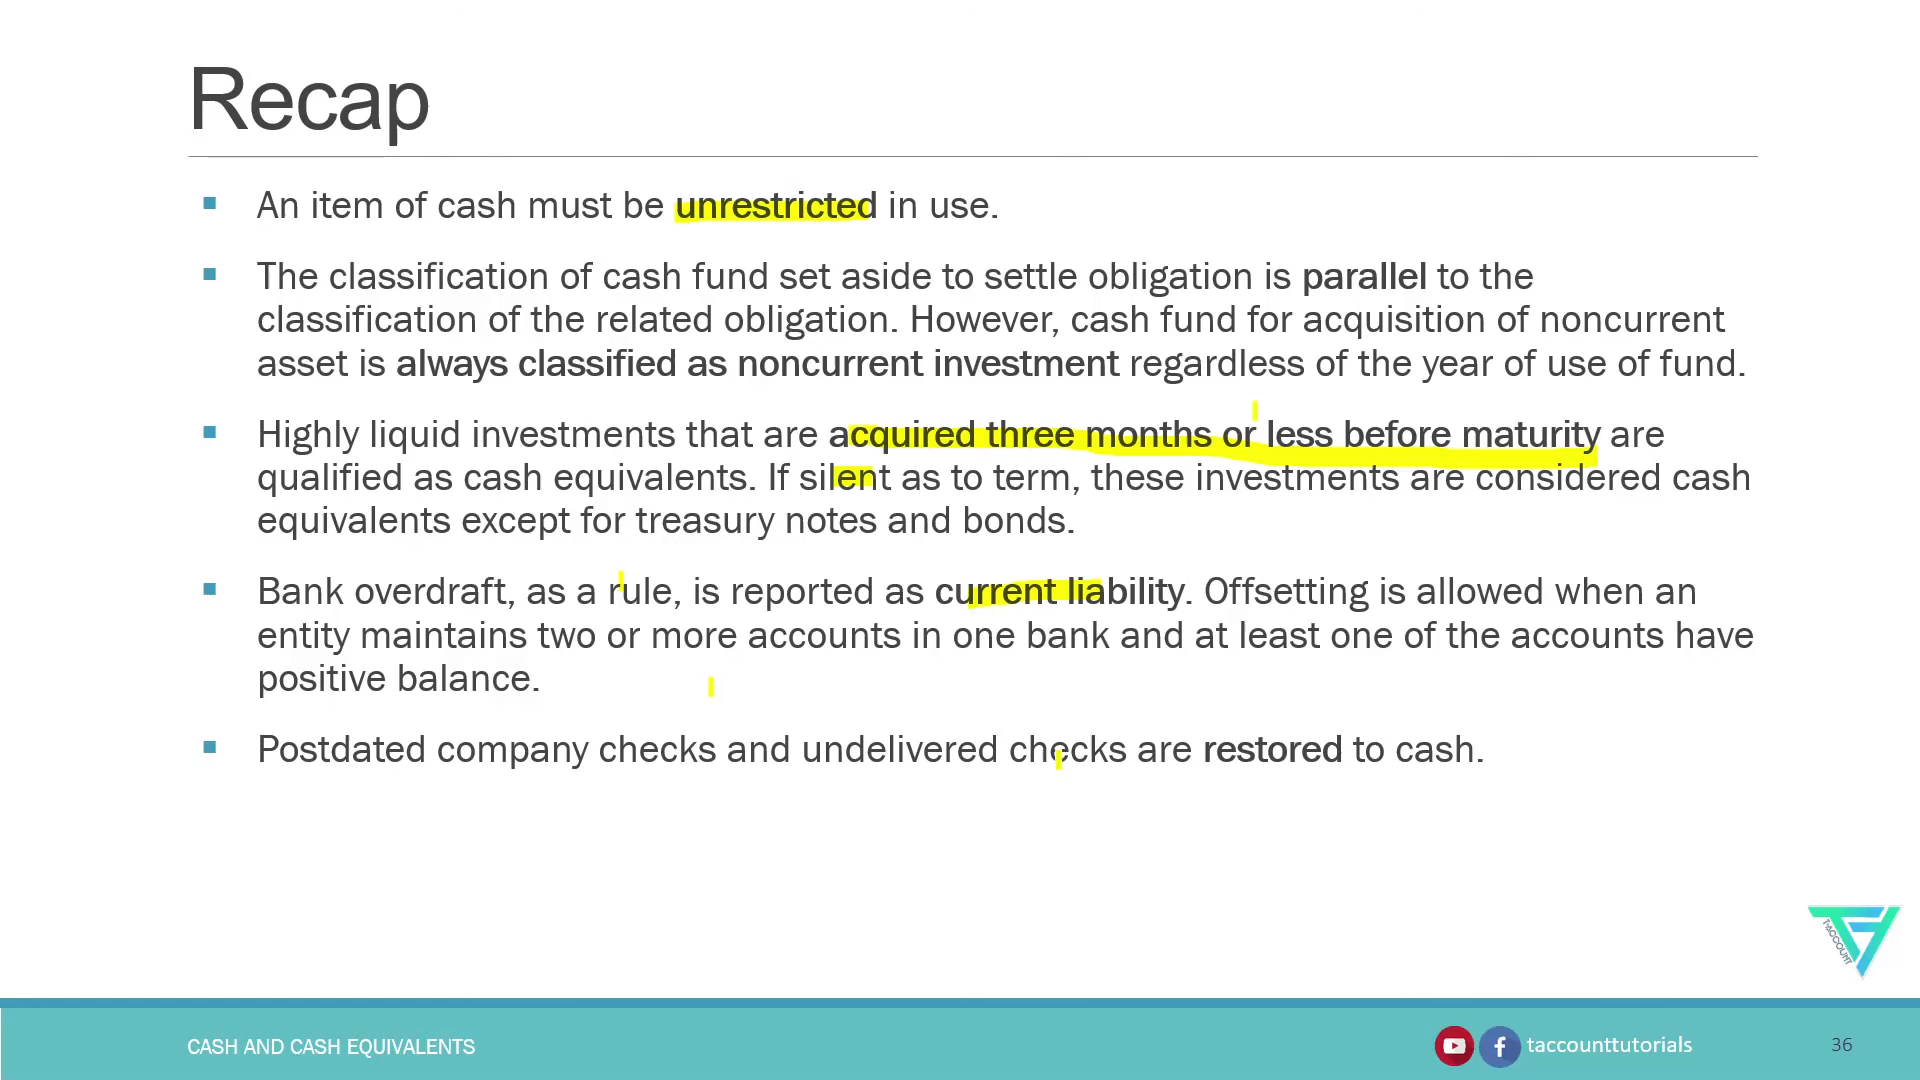 Recap
An item of cash must be unrestricted in use.
The classification of cash fund set aside to settle obligation is parallel to the
classification of the related obligation. However, cash fund for acquisition of noncurrent
asset is always classified as noncurrent investment regardless of the year of use of fund.
Highly liquid investments that are acquired three months or less before maturity are
qualified as cash equivalents. If silent as to term, these investments are considered cash
equivalents except for treasury notes and bonds.
Bank overdraft, as a rule, is reported as current liability. Offsetting is allowed when an
entity maintains two or more accounts in one bank and at least one of the accounts have
positive balance.
Postdated company checks and undelivered checks are restored to cash.
T-ACCOUNT
CASH AND CASH EQUIVALENTS
taccounttutorials
36